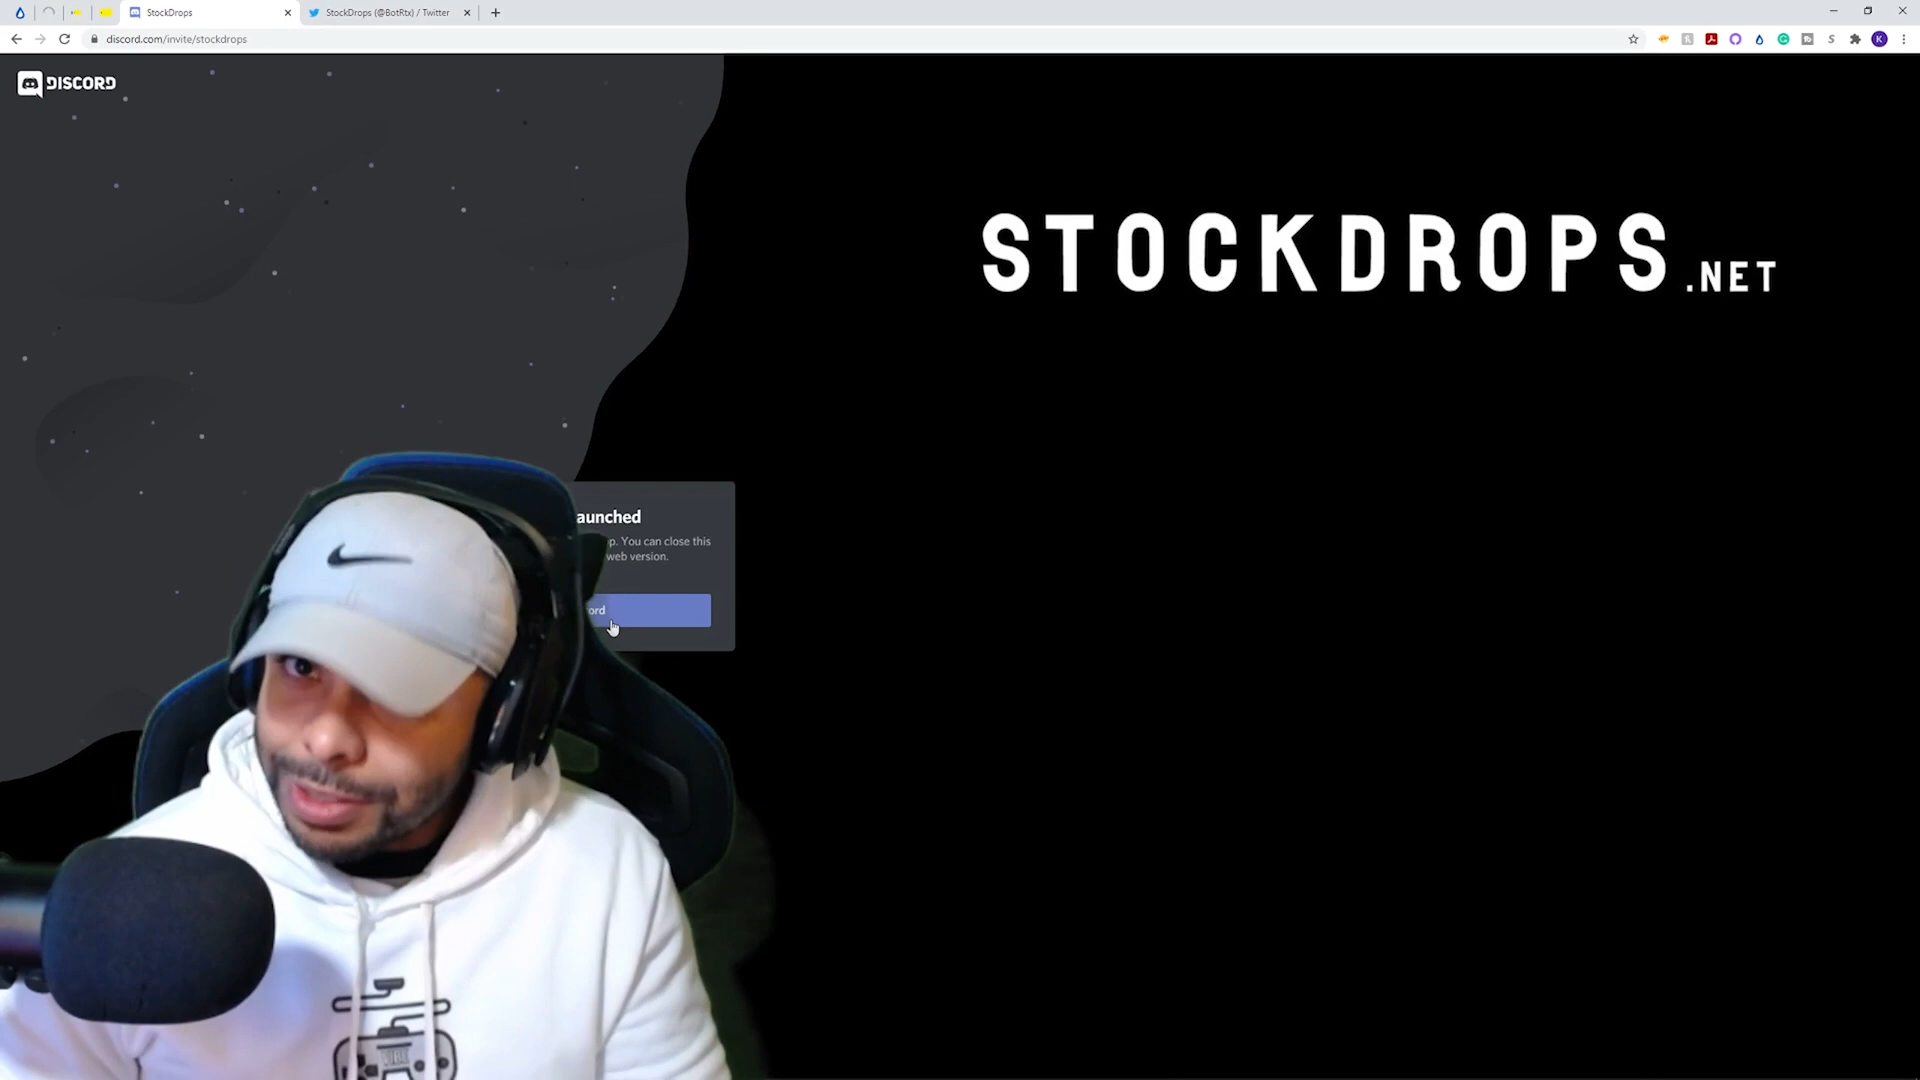 StockDrops
StockDrops (@BotRtx) / Twitter
discord.com/invite/stockdrops
K
DISCORD
STOCKDROPS.NET
aunched
p. You can close this
web version.
ord
VIBE